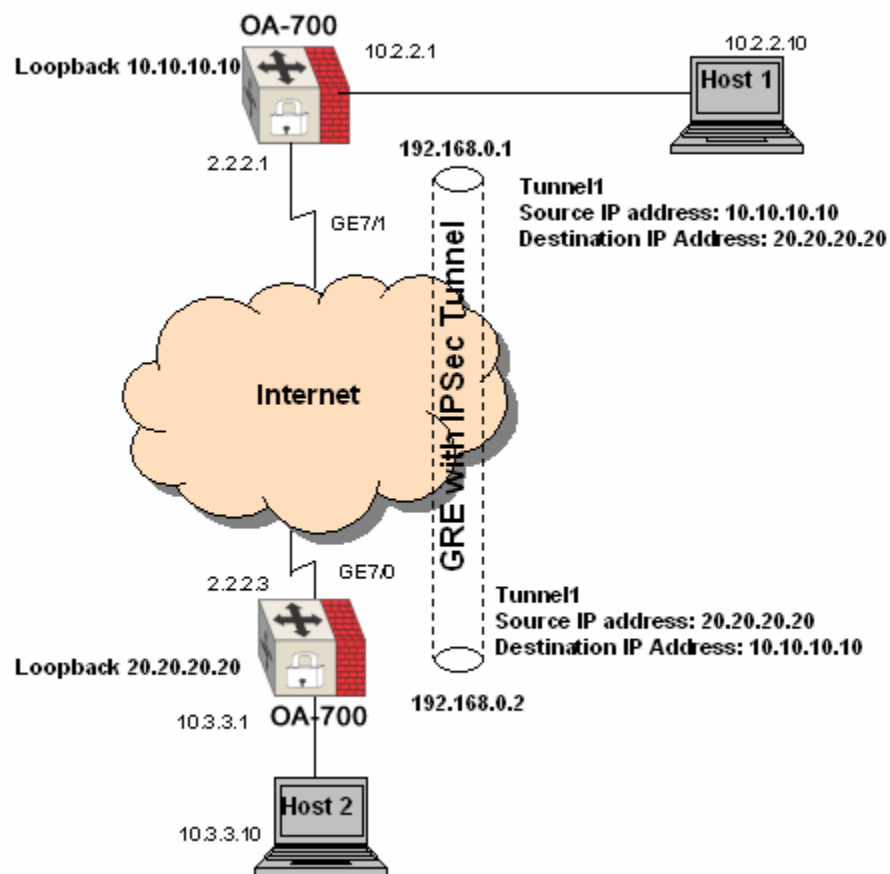 OA-700
Loopback 10.10.10.10
10.2.2.1
10.2.2.10
Host 1
2.2.2.1
192.168.0.1
GE7/1
Tunnel1
Source IP address: 10.10.10.10
Destination IP Address: 20.20.20.20
GRE with IPSec Tunnel
Internet
2.2.2.3
GE7/0
Tunnel1
Source IP address: 20.20.20.20
Destination IP Address: 10.10.10.10
Loopback 20.20.20.20
192.168.0.2
10.3.3.1
OA-700
Host 2
10.3.3.10